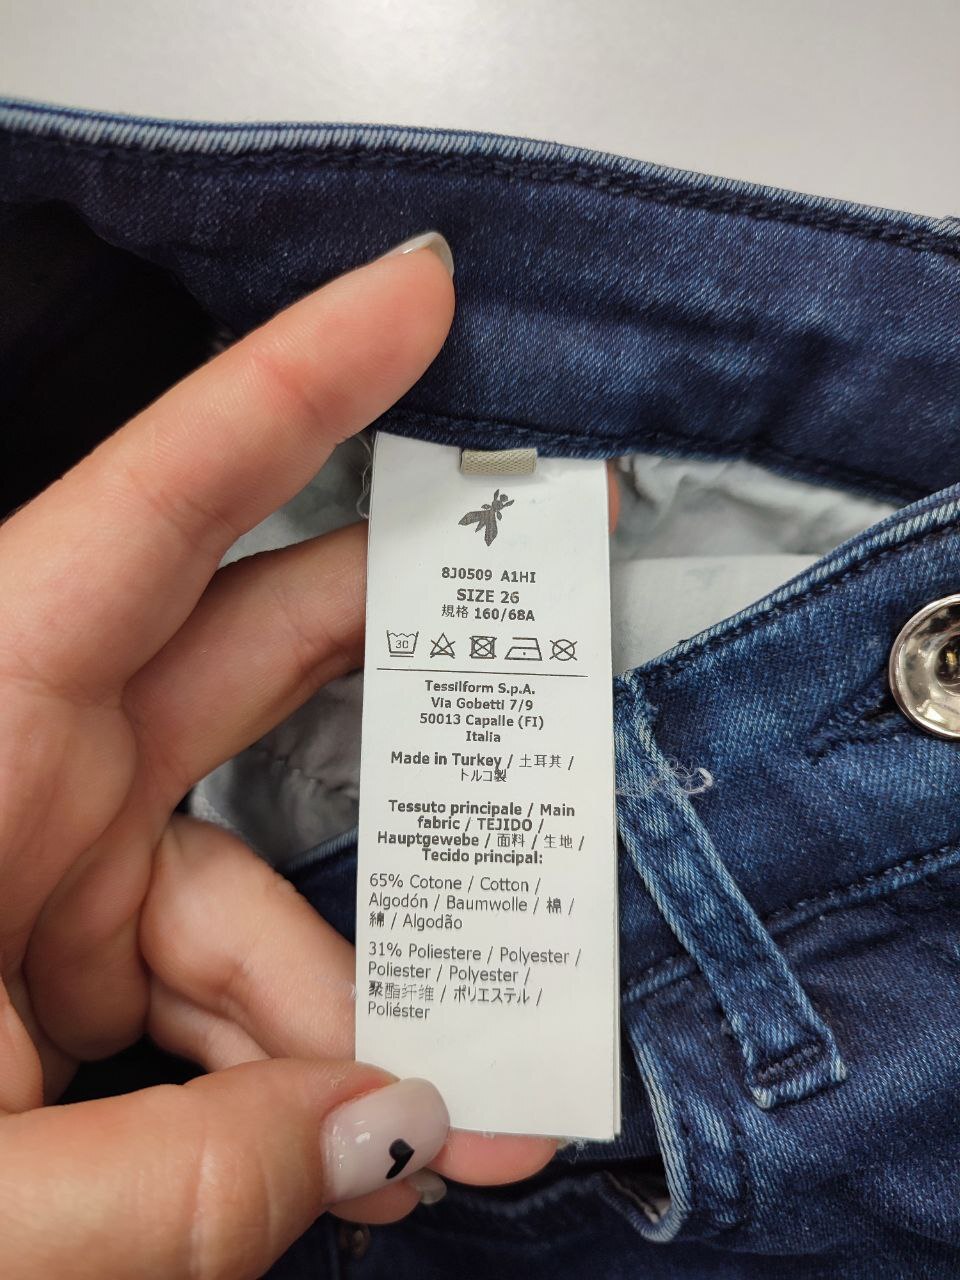 8J0509 A1HI
SIZE 26
規格 160/68A
30
Tessilform S.p.A.
Via Gobetti 7/9
50013 Capalle (FI)
Italia
Made in Turkey / 土耳其 /
トルコ製
Tessuto principale / Main
fabric / TEJIDO /
Hauptgewebe / 面料 / 生地 /
Tecido principal:
65% Cotone / Cotton /
Algodón / Baumwolle / 棉 /
綿 / Algodão
31% Poliestere / Polyester /
Poliester / Polyester /
聚酯纤维 / ポリエステル /
Poliéster